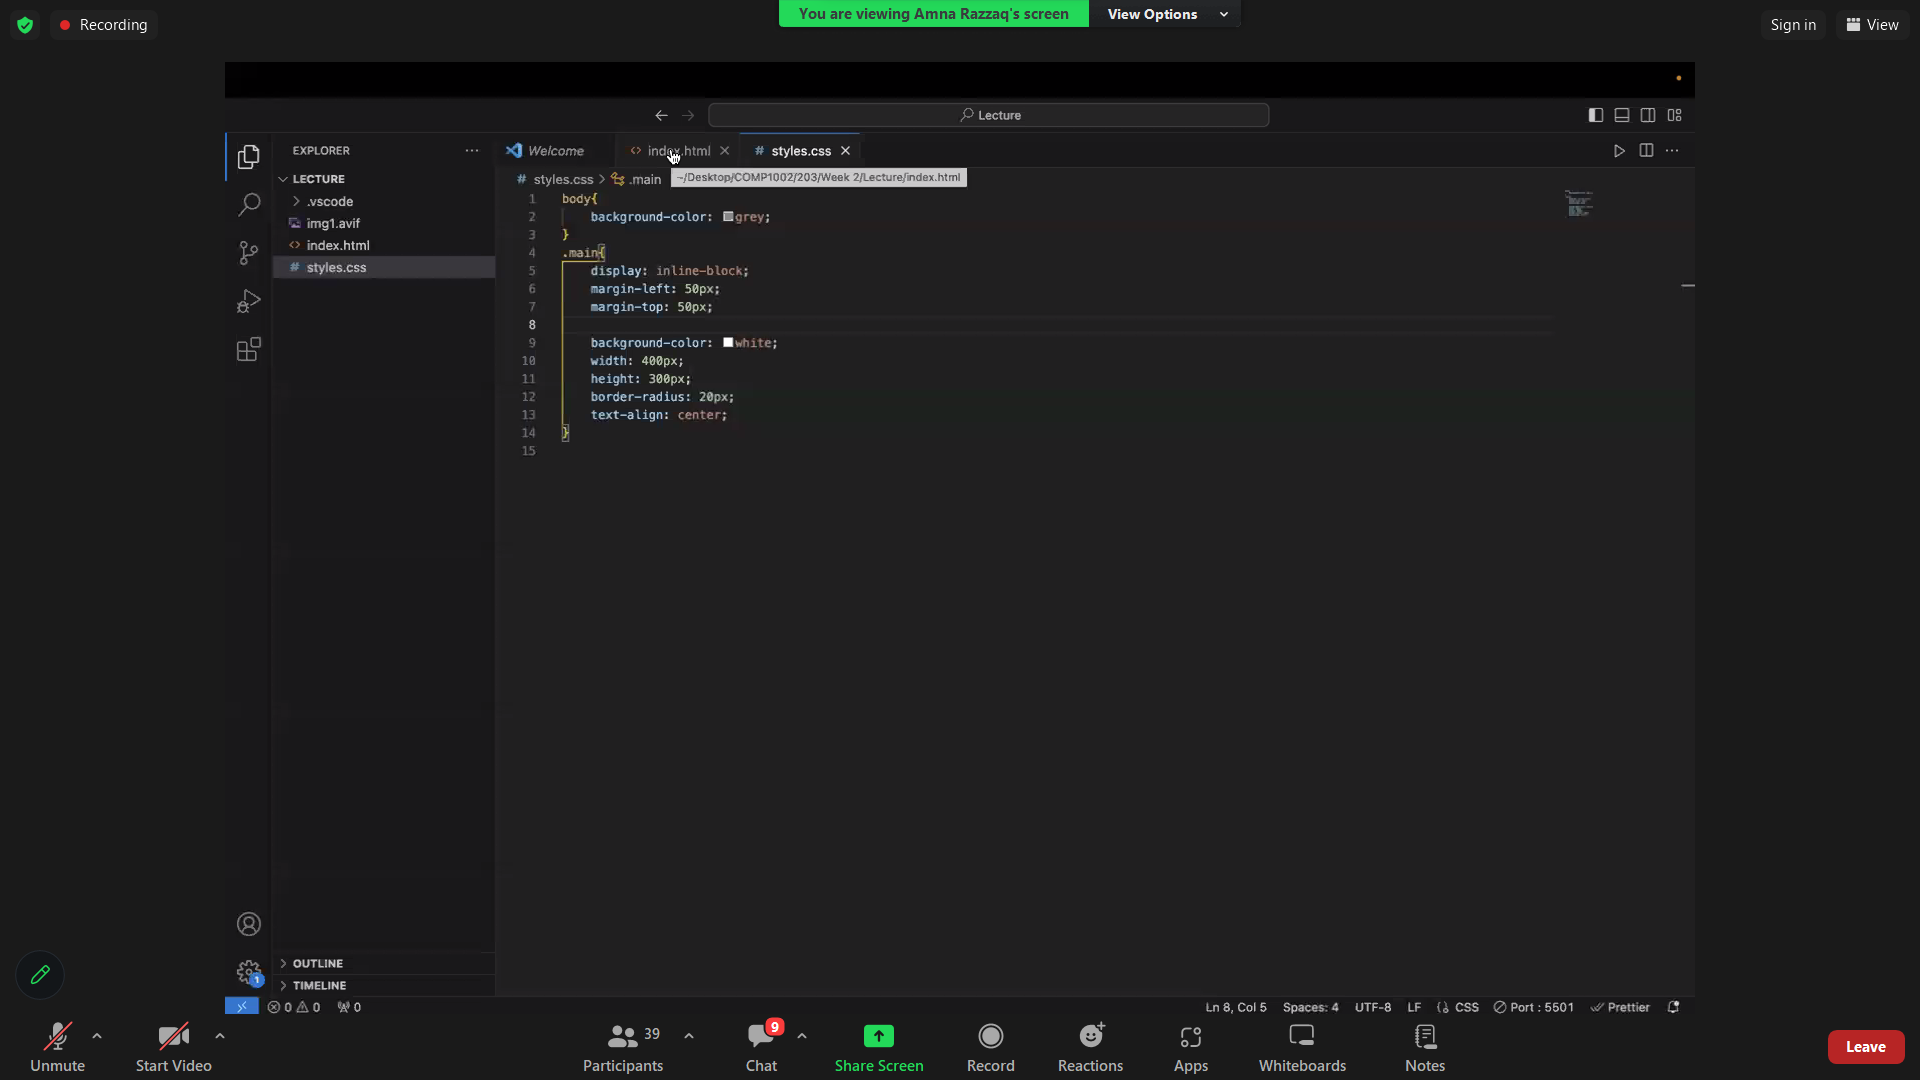 Recording
You are viewing Amna Razzaq's screen
View Options
Sign in
View
Lecture
EXPLORER
Welcome
index.html
styles.css
LECTURE
styles.css > .main
~/Desktop/COMP1002/203/Week 2/Lecture/index.html
.vscode
img1.avif
index.html
styles.css
1 body{
2 background-color: grey;
3 }
4 .main{
5 display: inline-block;
6 margin-left: 50px;
7 margin-top: 50px;
8
9 background-color: white;
10 width: 400px;
11 height: 300px;
12 border-radius: 20px;
13 text-align: center;
14 }
15
OUTLINE
TIMELINE
1
0 0 0
Ln 8, Col 5 Spaces: 4 UTF-8 LF {} CSS Port : 5501 Prettier
Unmute
Start Video
39
Participants
9
Chat
Share Screen
Record
Reactions
Apps
Whiteboards
Notes
Leave